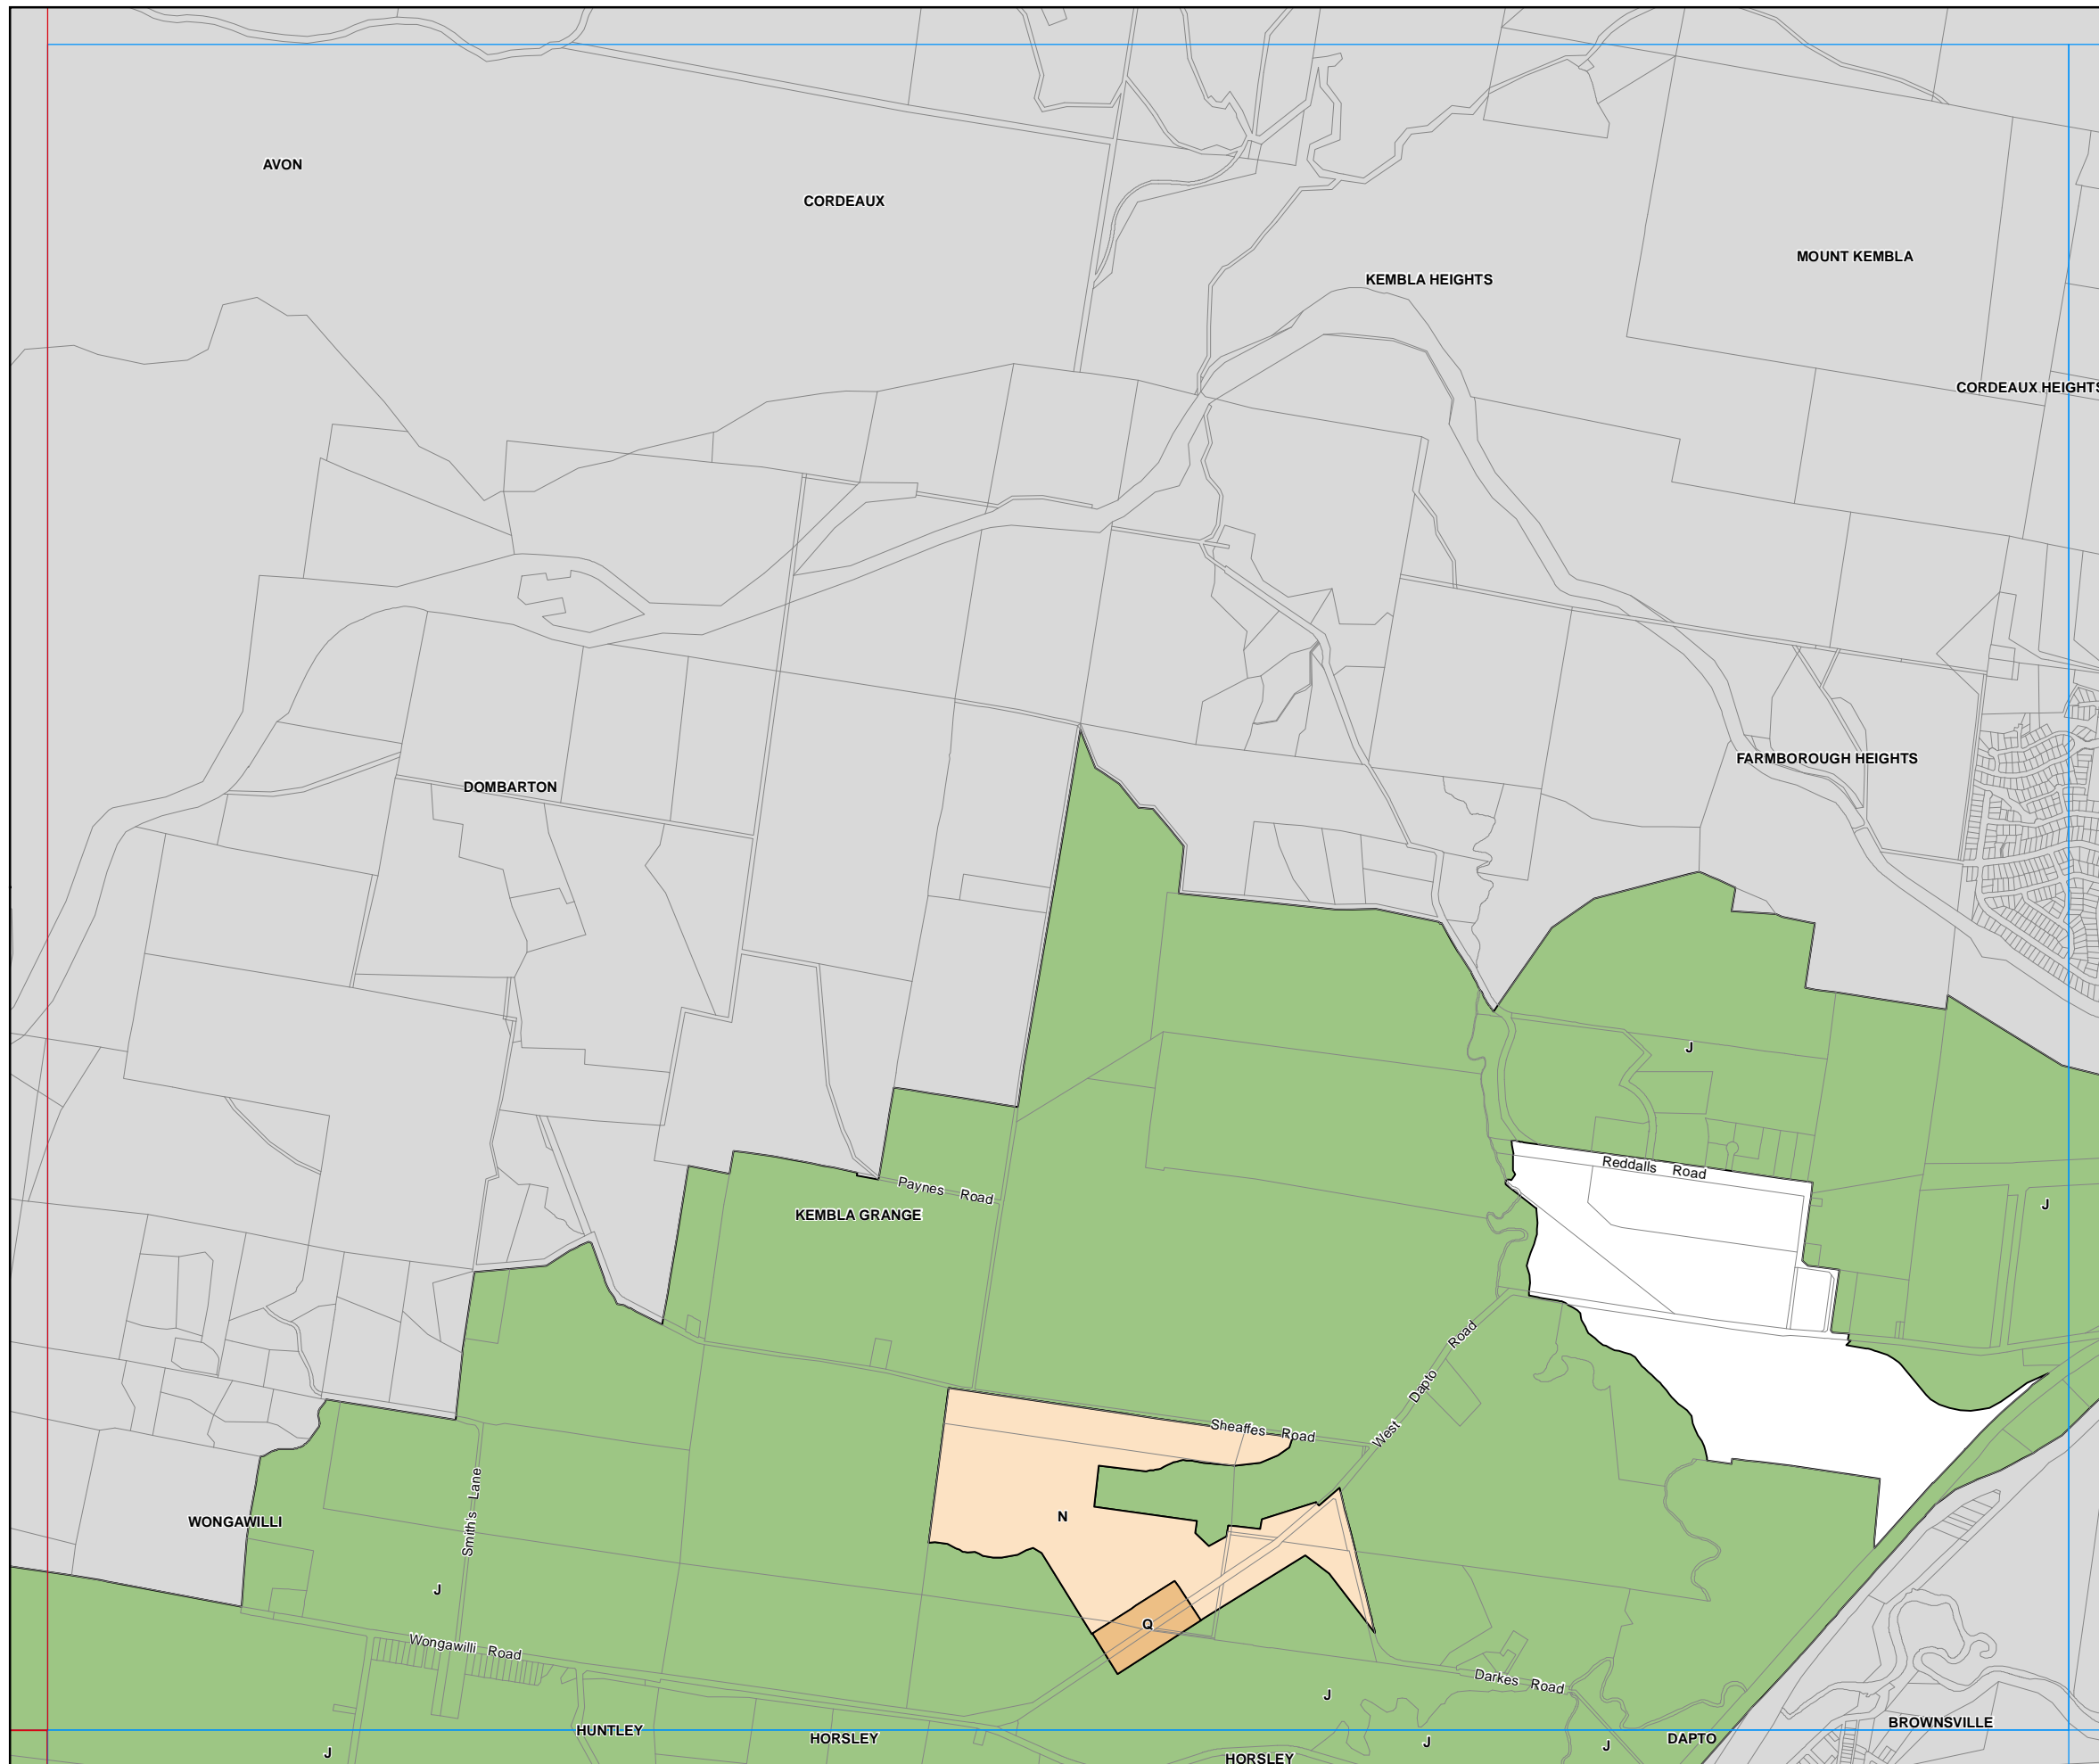 AVON
CORDEAUX
MOUNT KEMBLA
KEMBLA HEIGHTS
CORDEAUX HEIGHTS
FARMBOROUGH HEIGHTS
DOMBARTON
J
Reddalls Road
Paynes Road
J
KEMBLA GRANGE
West Dapto Road
Sheaffes Road
Smith's Lane
N
WONGAWILLI
J
Q
Wongawilli Road
Darkes Road
J
BROWNSVILLE
HUNTLEY
HORSLEY
DAPTO
J
J
J
HORSLEY